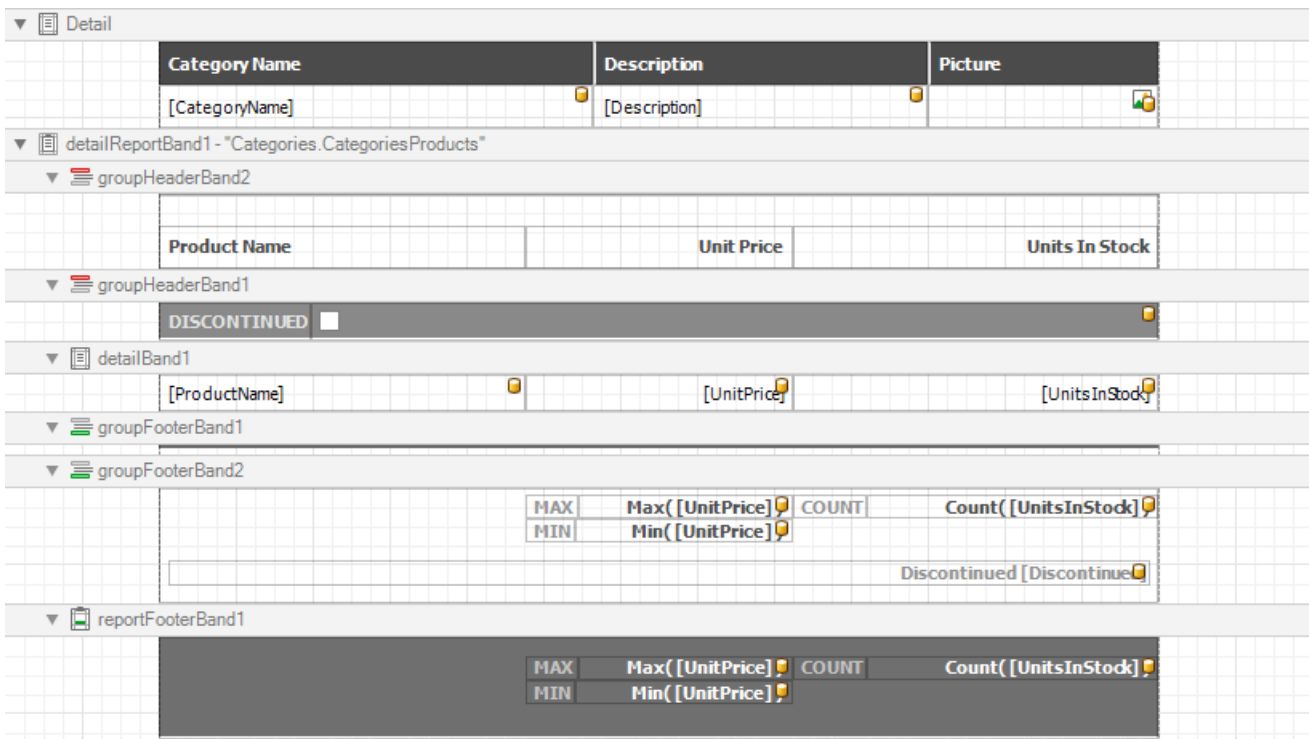 Detail
Category Name Description Picture
[CategoryName] [Description]
detailReportBand1 - "Categories.CategoriesProducts"
groupHeaderBand2
Product Name Unit Price Units In Stock
groupHeaderBand1
DISCONTINUED
detailBand1
[ProductName] [UnitPrice] [UnitsInStock]
groupFooterBand1
groupFooterBand2
MAX Max([UnitPrice]) COUNT Count([UnitsInStock])
MIN Min([UnitPrice])
Discontinued [Discontinued]
reportFooterBand1
MAX Max([UnitPrice]) COUNT Count([UnitsInStock])
MIN Min([UnitPrice])